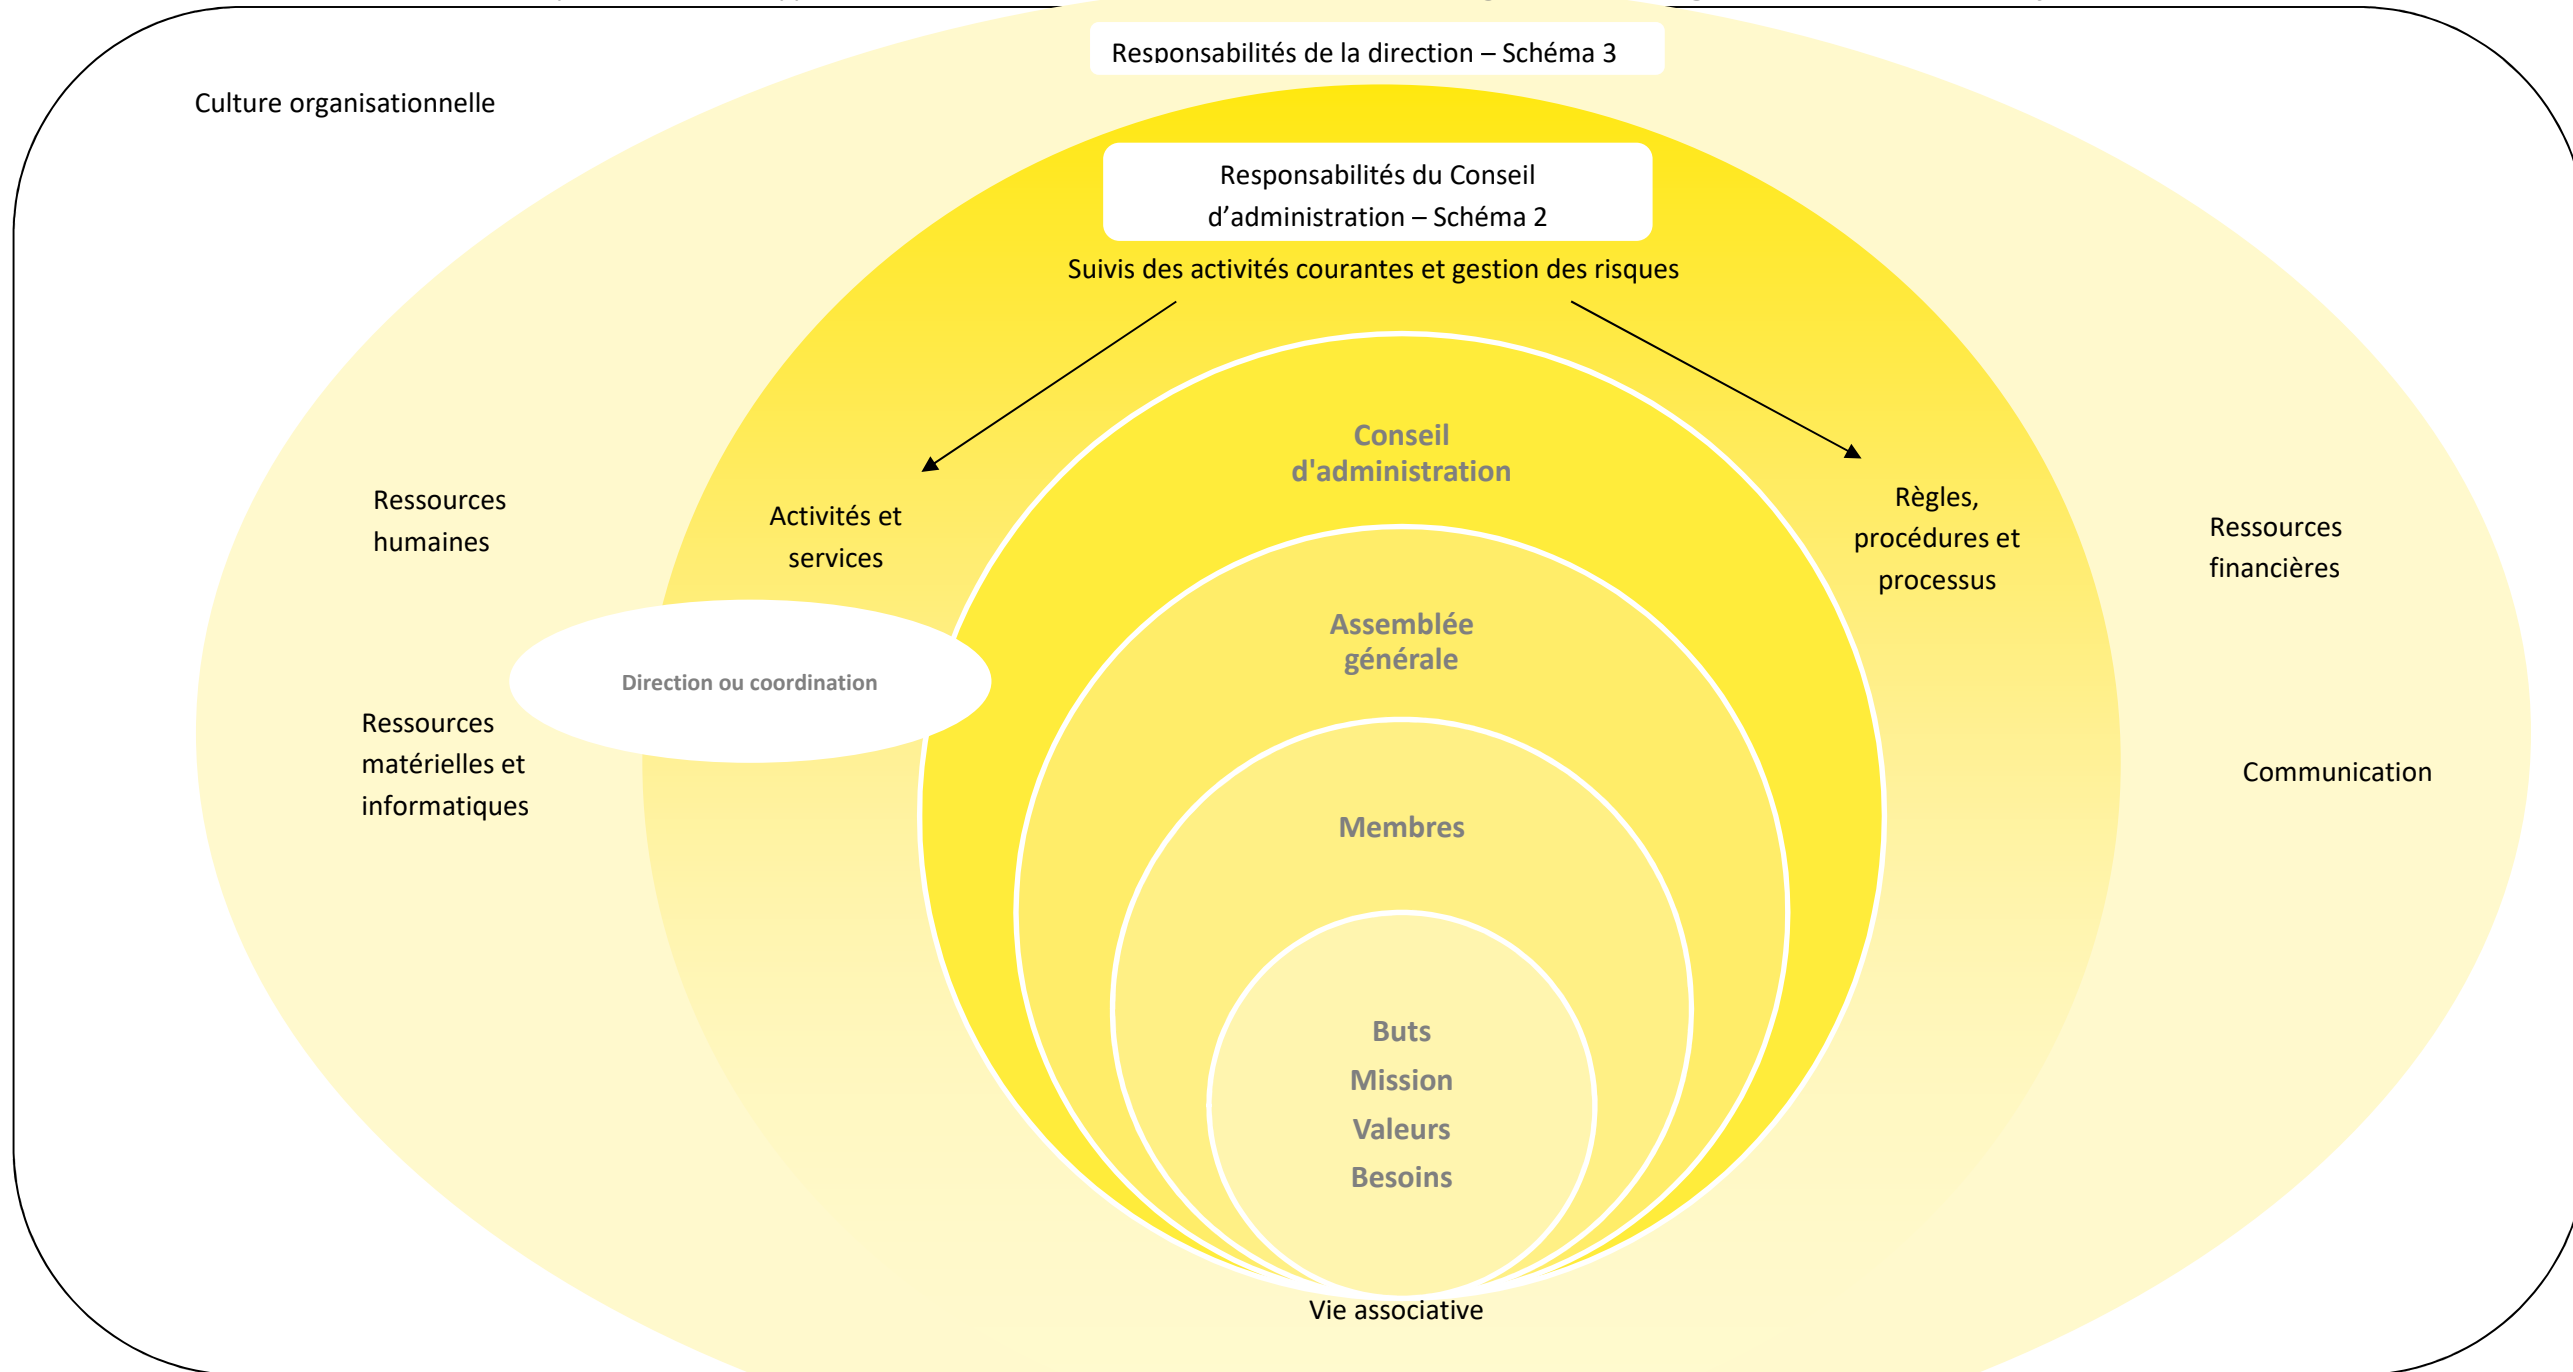 Responsabilités de la direction – Schéma 3
Culture organisationnelle
Responsabilités du Conseil
d’administration – Schéma 2
Suivis des activités courantes et gestion des risques
Conseil
d'administration
Ressources
humaines
Activités et
services
Règles,
procédures et
processus
Ressources
financières
Assemblée
générale
Direction ou coordination
Ressources
matérielles et
informatiques
Communication
Membres
Buts
Mission
Valeurs
Besoins
Vie associative